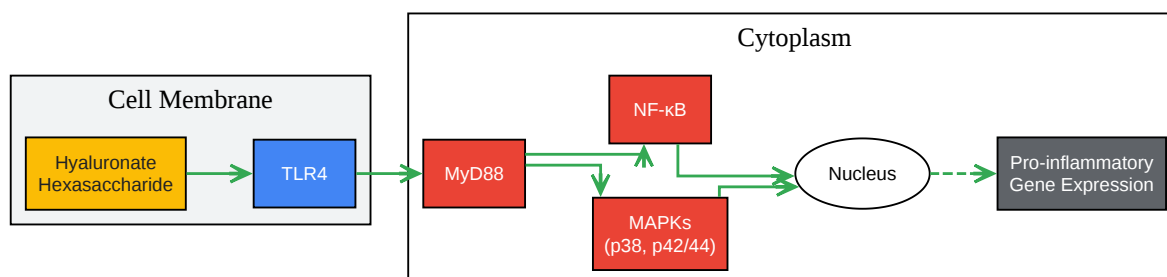 Cell Membrane
Hyaluronate
Hexasaccharide
TLR4
Cytoplasm
MyD88
NF-κB
MAPKs
(p38, p42/44)
Nucleus
Pro-inflammatory
Gene Expression